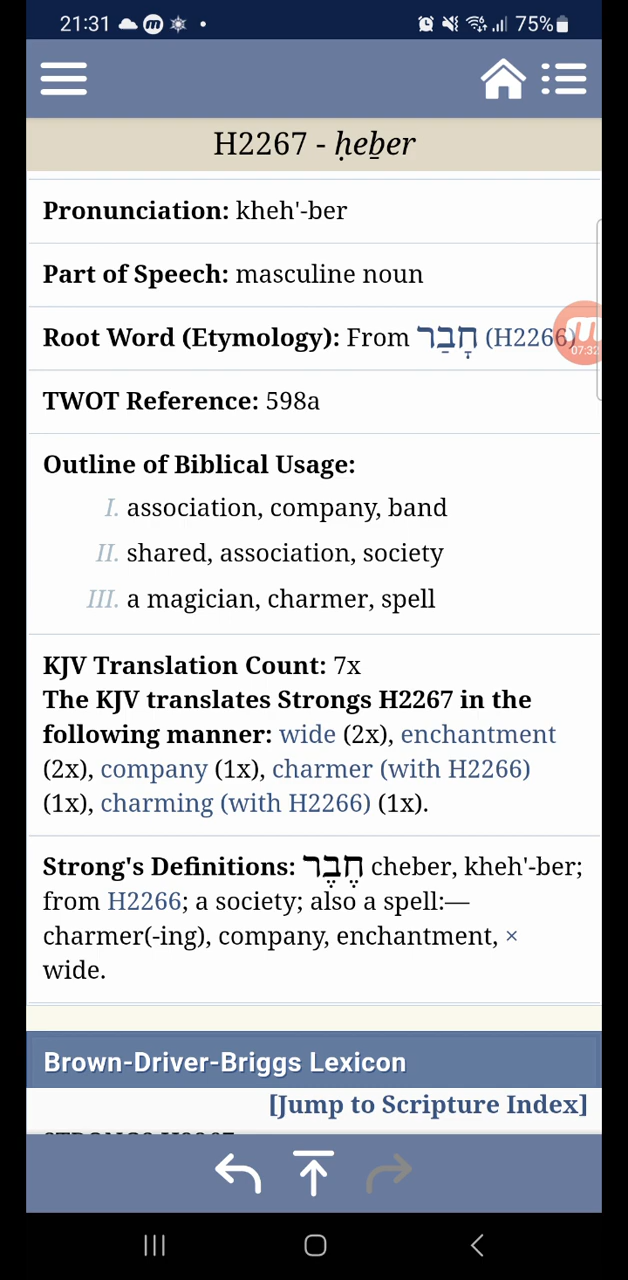 21:31
75%
H2267 - ḥeḇer
Pronunciation: kheh'-ber
Part of Speech: masculine noun
Root Word (Etymology): From חָבַר (H2266)
07:32
TWOT Reference: 598a
Outline of Biblical Usage:
I. association, company, band
II. shared, association, society
III. a magician, charmer, spell
KJV Translation Count: 7x
The KJV translates Strongs H2267 in the
following manner: wide (2x), enchantment
(2x), company (1x), charmer (with H2266)
(1x), charming (with H2266) (1x).
Strong's Definitions: חֶבֶר cheber, kheh'-ber;
from H2266; a society; also a spell:—
charmer(-ing), company, enchantment, ×
wide.
Brown-Driver-Briggs Lexicon
[Jump to Scripture Index]
STRONGS H2267